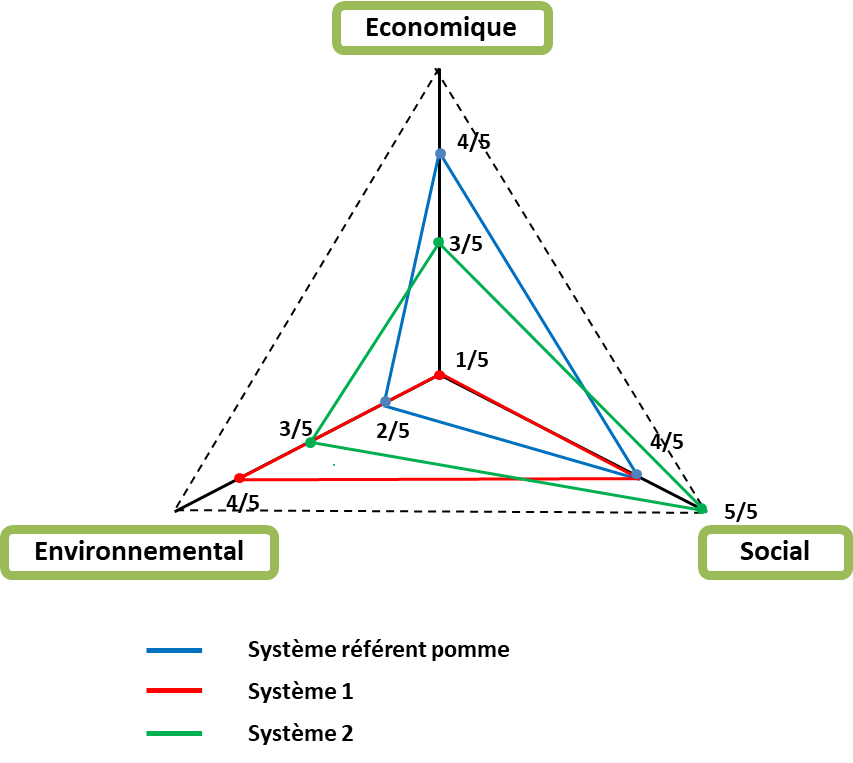 Economique
4/5
3/5
1/5
3/5
2/5
4/5
4/5
5/5
Environnemental
Social
Système référent pomme
Système 1
Système 2